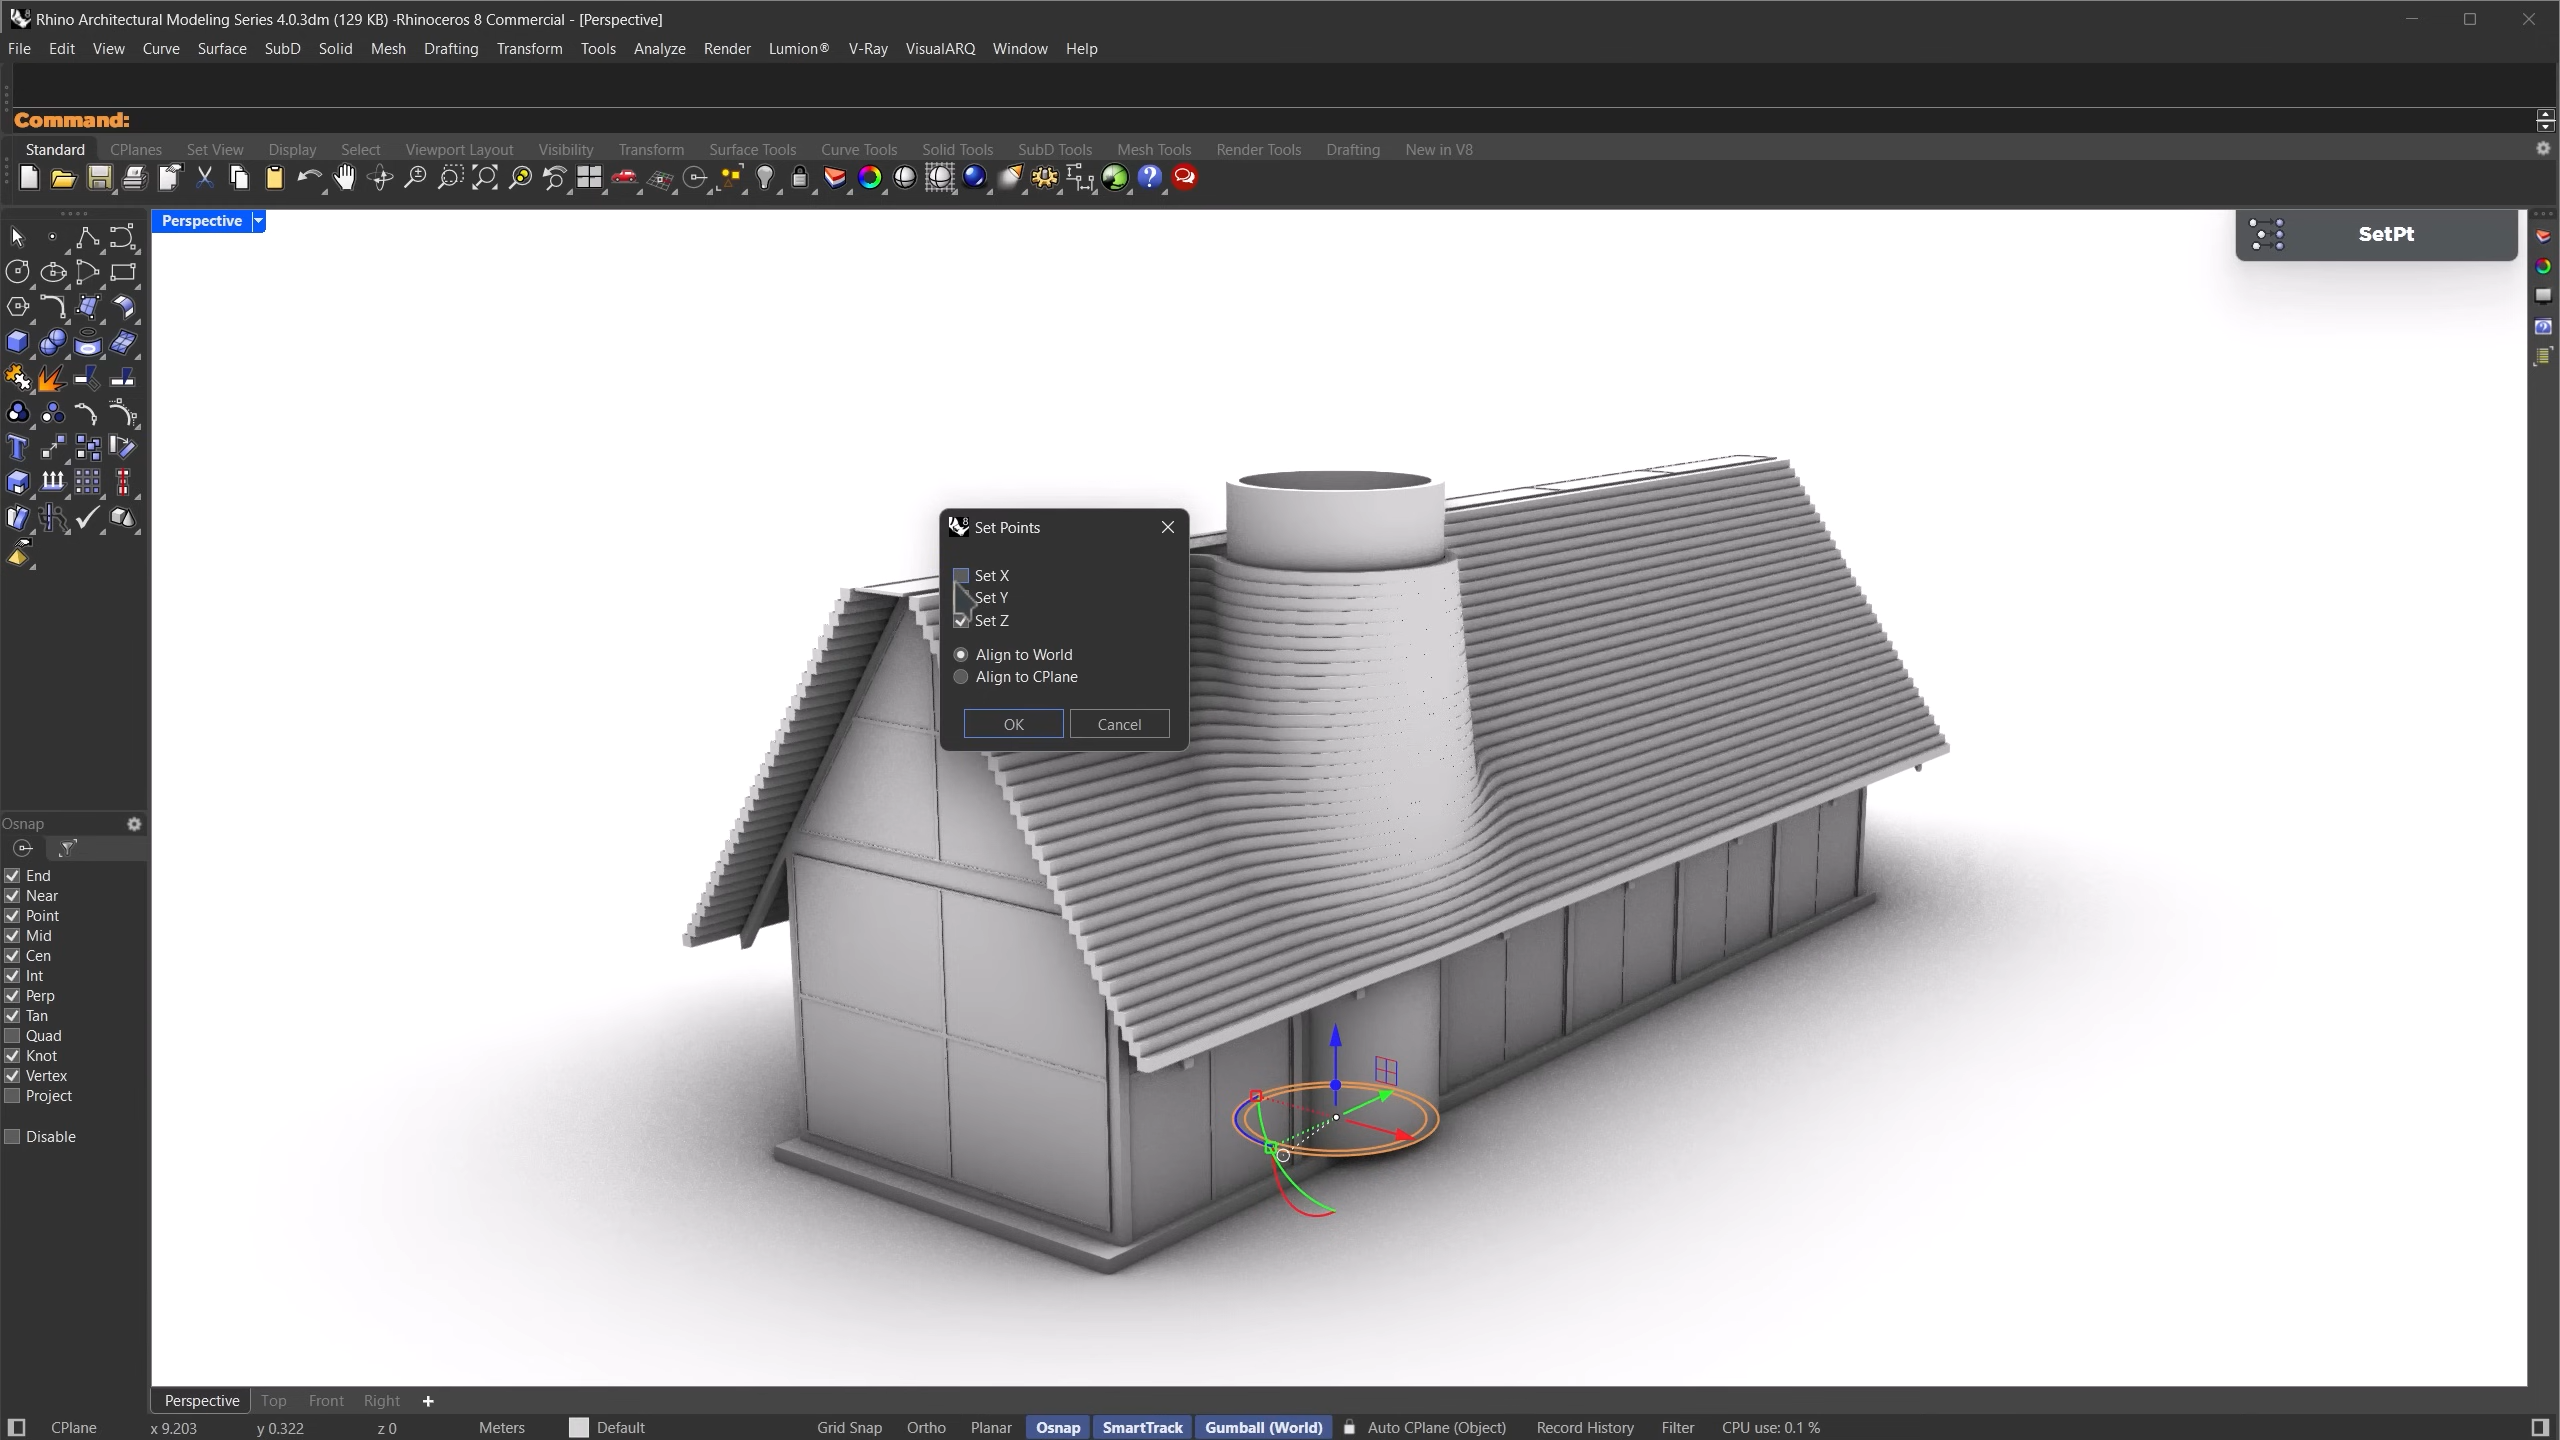 Rhino Architectural Modeling Series 4.0.3dm (129 KB) -Rhinoceros 8 Commercial - [Perspective]
File Edit View Curve Surface SubD Solid Mesh Drafting Transform Tools Analyze Render Lumion® V-Ray VisualARQ Window Help
Command:
Standard CPlanes Set View Display Select Viewport Layout Visibility Transform Surface Tools Curve Tools Solid Tools SubD Tools Mesh Tools Render Tools Drafting New in V8
Perspective
SetPt
Set Points
Set X
Set Y
Set Z
Align to World
Align to CPlane
OK Cancel
Osnap
End
Near
Point
Mid
Cen
Int
Perp
Tan
Quad
Knot
Vertex
Project
Disable
Perspective Top Front Right +
CPlane x 9.203 y 0.322 z 0 Meters Default Grid Snap Ortho Planar Osnap SmartTrack Gumball (World) Auto CPlane (Object) Record History Filter CPU use: 0.1 %